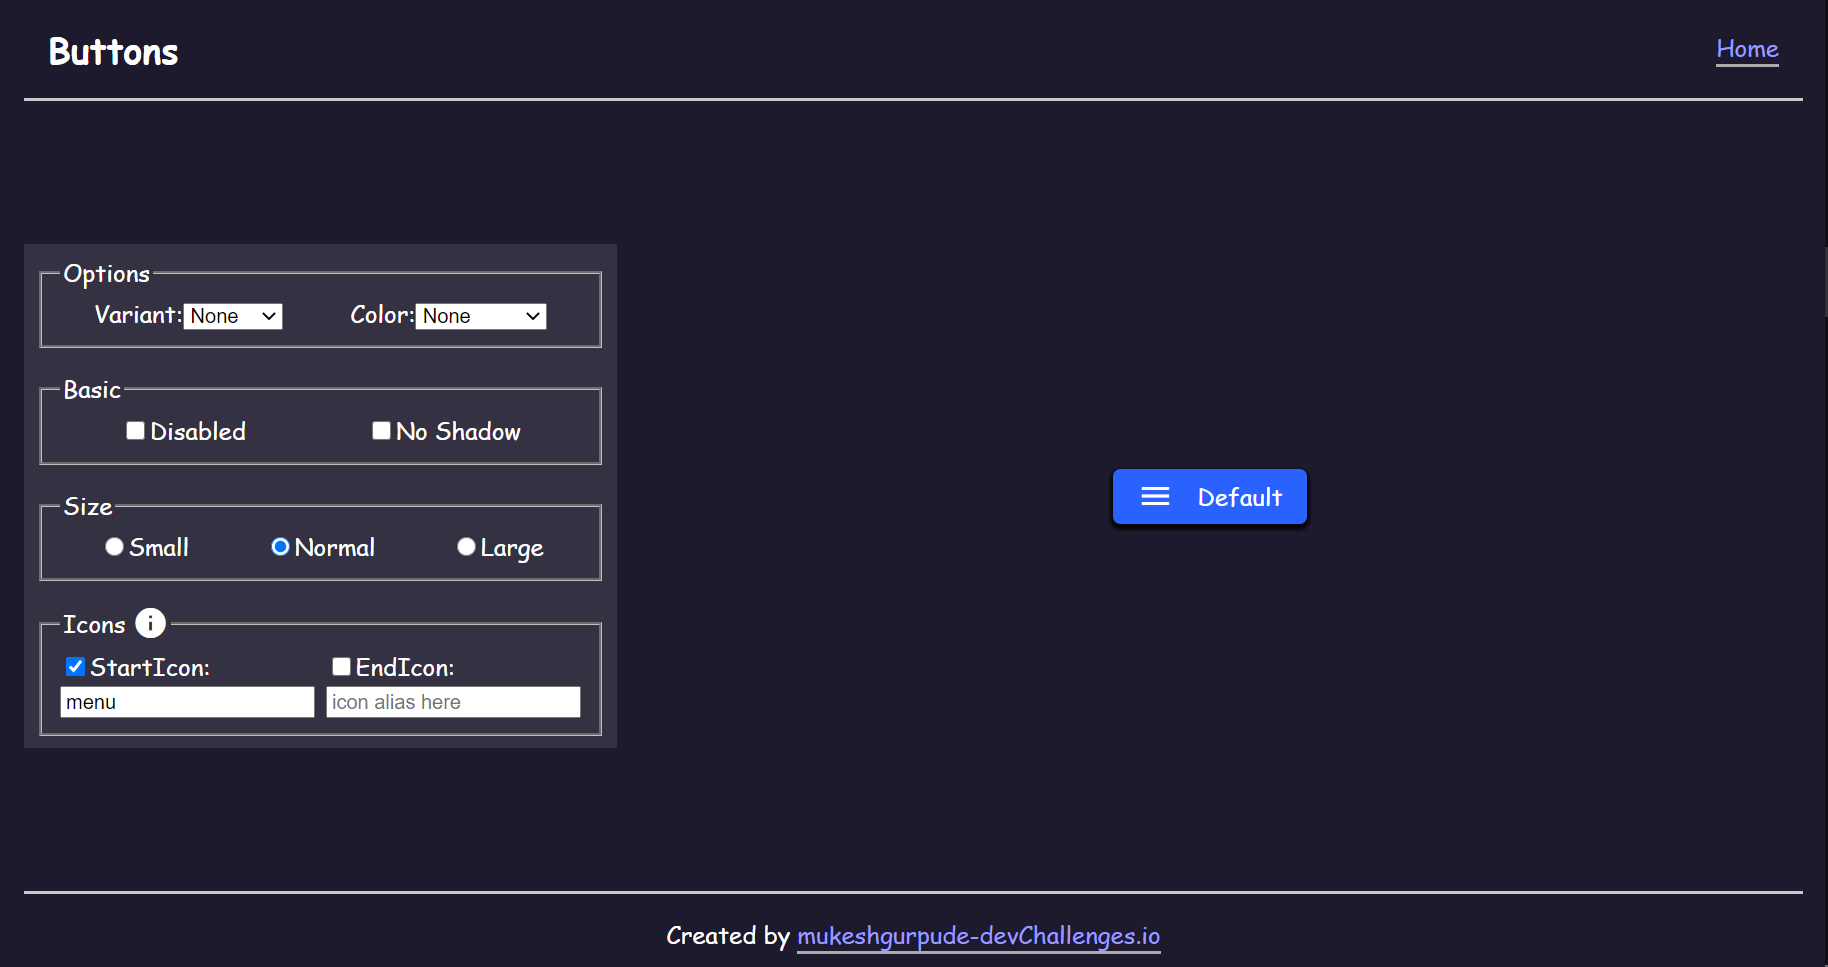 Buttons
Home
Options
Variant: None Color: None
Basic
Disabled No Shadow
Size
Small Normal Large
Icons
StartIcon: EndIcon:
menu icon alias here
Default
Created by mukeshgurpude-devChallenges.io